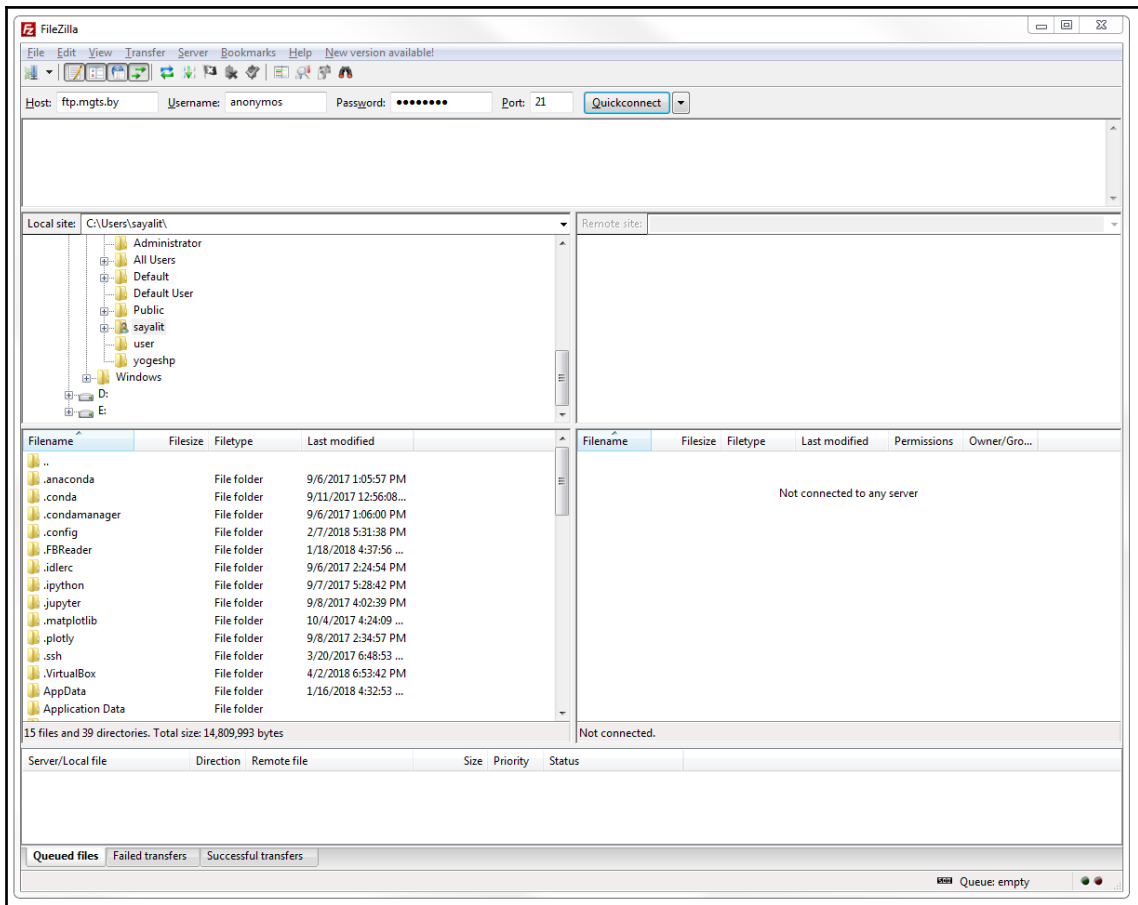 FileZilla
File Edit View Transfer Server Bookmarks Help New version available!
Host: ftp.mgts.by Username: anonymos Password: ●●●●●●●● Port: 21 Quickconnect
Local site: C:\Users\sayalit\
Remote site:
Administrator
All Users
Default
Default User
Public
sayalit
user
yogeshp
Windows
D:
E:
Filename Filesize Filetype Last modified
..
.anaconda File folder 9/6/2017 1:05:57 PM
.conda File folder 9/11/2017 12:56:08...
.condamanager File folder 9/6/2017 1:06:00 PM
.config File folder 2/7/2018 5:31:38 PM
.FBReader File folder 1/18/2018 4:37:56 ...
.idlerc File folder 9/6/2017 2:24:54 PM
.ipython File folder 9/7/2017 5:28:42 PM
.jupyter File folder 9/8/2017 4:02:39 PM
.matplotlib File folder 10/4/2017 4:24:09 ...
.plotly File folder 9/8/2017 2:34:57 PM
.ssh File folder 3/20/2017 6:48:53 ...
.VirtualBox File folder 4/2/2018 6:53:42 PM
AppData File folder 1/16/2018 4:32:53 ...
Application Data File folder
15 files and 39 directories. Total size: 14,809,993 bytes
Filename Filesize Filetype Last modified Permissions Owner/Gro...
Not connected to any server
Not connected.
Server/Local file Direction Remote file Size Priority Status
Queued files Failed transfers Successful transfers
Queue: empty